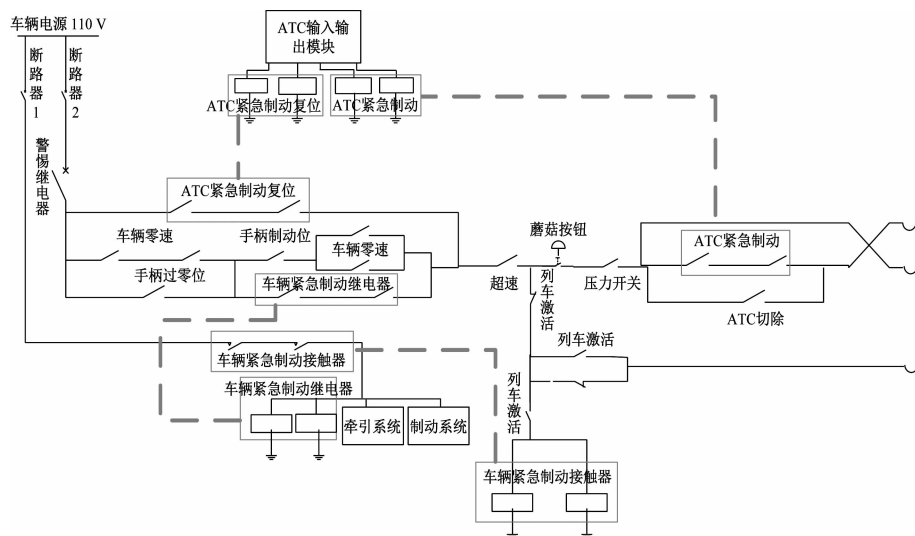 车辆电源 110 V
ATC输入输
出模块
断路器1
断路器2
ATC紧急制动复位
ATC紧急制动
警惕继电器
ATC紧急制动复位
车辆零速
手柄制动位
车辆零速
蘑菇按钮
ATC紧急制动
手柄过零位
车辆紧急制动继电器
超速
列车激活
压力开关
ATC切除
车辆紧急制动接触器
列车激活
车辆紧急制动继电器
列车激活
牵引系统
制动系统
车辆紧急制动接触器